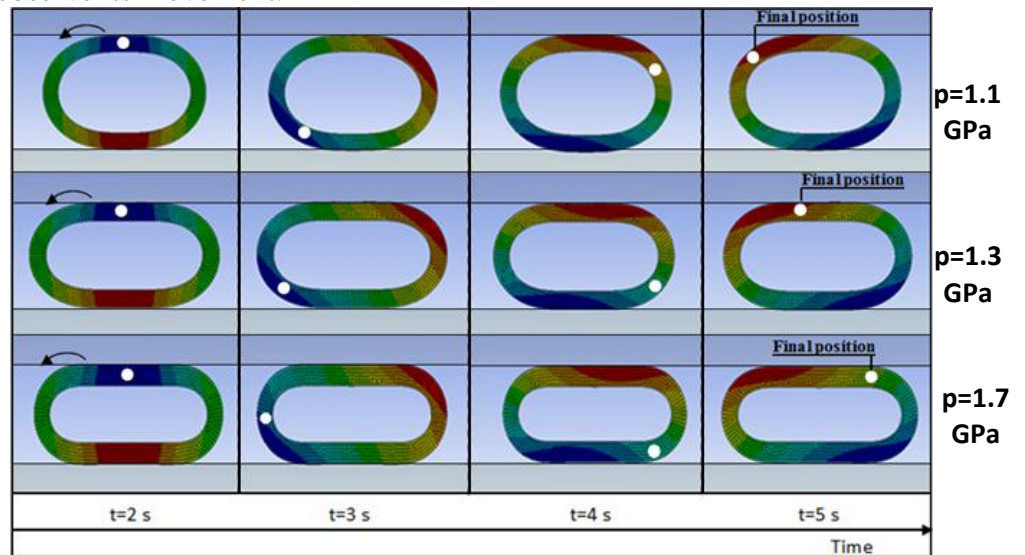 Final position
p=1.1
GPa
Final position
p=1.3
GPa
Final position
p=1.7
GPa
t=2 s
t=3 s
t=4 s
t=5 s
Time